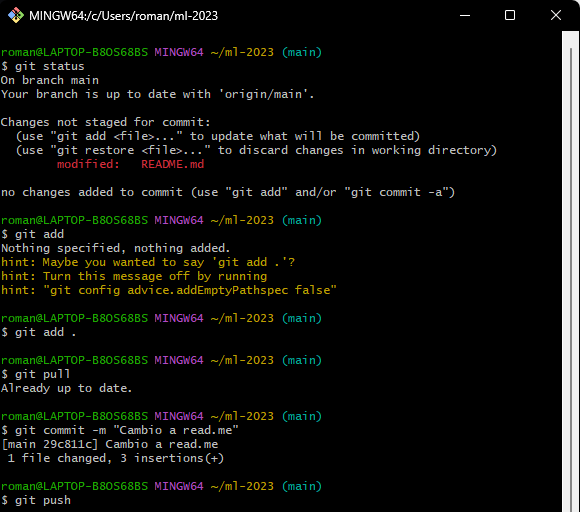 MINGW64:/c/Users/roman/ml-2023
roman@LAPTOP-B8OS68BS MINGW64 ~/ml-2023 (main)
$ git status
On branch main
Your branch is up to date with 'origin/main'.
Changes not staged for commit:
(use "git add <file>..." to update what will be committed)
(use "git restore <file>..." to discard changes in working directory)
modified: README.md
no changes added to commit (use "git add" and/or "git commit -a")
roman@LAPTOP-B8OS68BS MINGW64 ~/ml-2023 (main)
$ git add
Nothing specified, nothing added.
hint: Maybe you wanted to say 'git add .'?
hint: Turn this message off by running
hint: "git config advice.addEmptyPathspec false"
roman@LAPTOP-B8OS68BS MINGW64 ~/ml-2023 (main)
$ git add .
roman@LAPTOP-B8OS68BS MINGW64 ~/ml-2023 (main)
$ git pull
Already up to date.
roman@LAPTOP-B8OS68BS MINGW64 ~/ml-2023 (main)
$ git commit -m "Cambio a read.me"
[main 29c811c] Cambio a read.me
1 file changed, 3 insertions(+)
roman@LAPTOP-B8OS68BS MINGW64 ~/ml-2023 (main)
$ git push